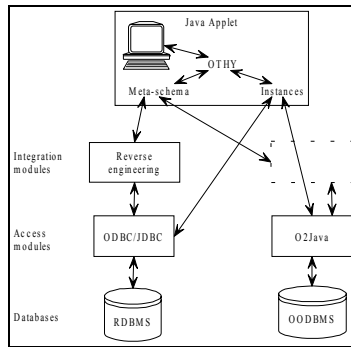 Java Applet
OTHY
Meta-schema
Instances
Integration
modules
Reverse
engineering
Access
modules
ODBC/JDBC
O2Java
Databases
RDBMS
OODBMS